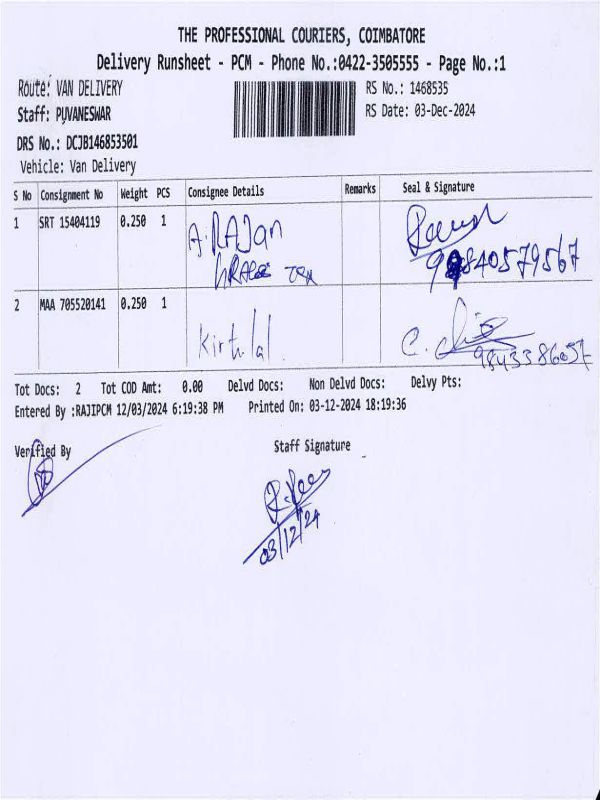 THE PROFESSIONAL COURIERS, COIMBATORE
Delivery Runsheet - PCM - Phone No.:0422-3505555 - Page No.:1
Route: VAN DELIVERY
RS No.: 1468535
Staff: PUVANESWAR
RS Date: 03-Dec-2024
DRS No.: DCJB146853501
Vehicle: Van Delivery
S No Consignment No Weight PCS Consignee Details Remarks Seal & Signature
1 SRT 15404119 0.250 1 A.RAJan
2 MAA 705520141 0.250 1 Kirtilal
Tot Docs: 2 Tot COD Amt: 0.00 Delvd Docs: Non Delvd Docs: Delvy Pts:
Entered By :RAJIPCM 12/03/2024 6:19:38 PM Printed On: 03-12-2024 18:19:36
Verified By
Staff Signature
03/12/24